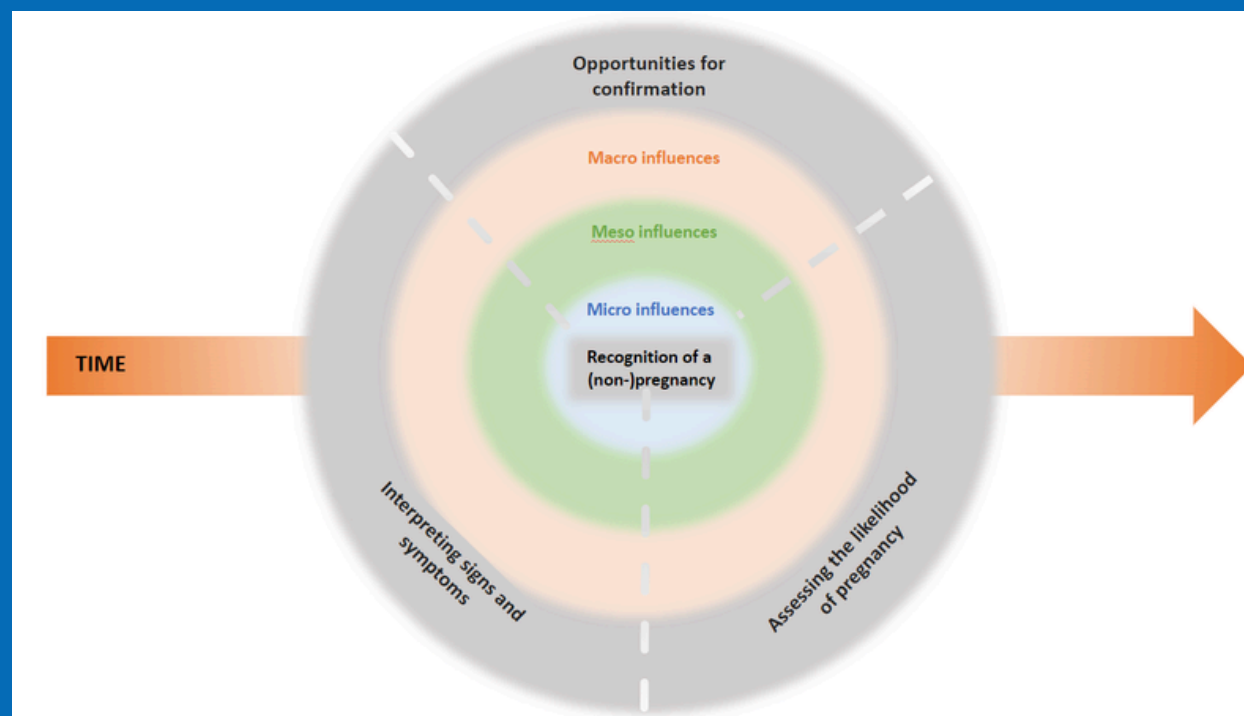 Opportunities for
confirmation
Macro influences
Meso influences
Micro influences
Recognition of a
(non-)pregnancy
TIME
Interpreting signs and
symptoms
Assessing the likelihood
of pregnancy